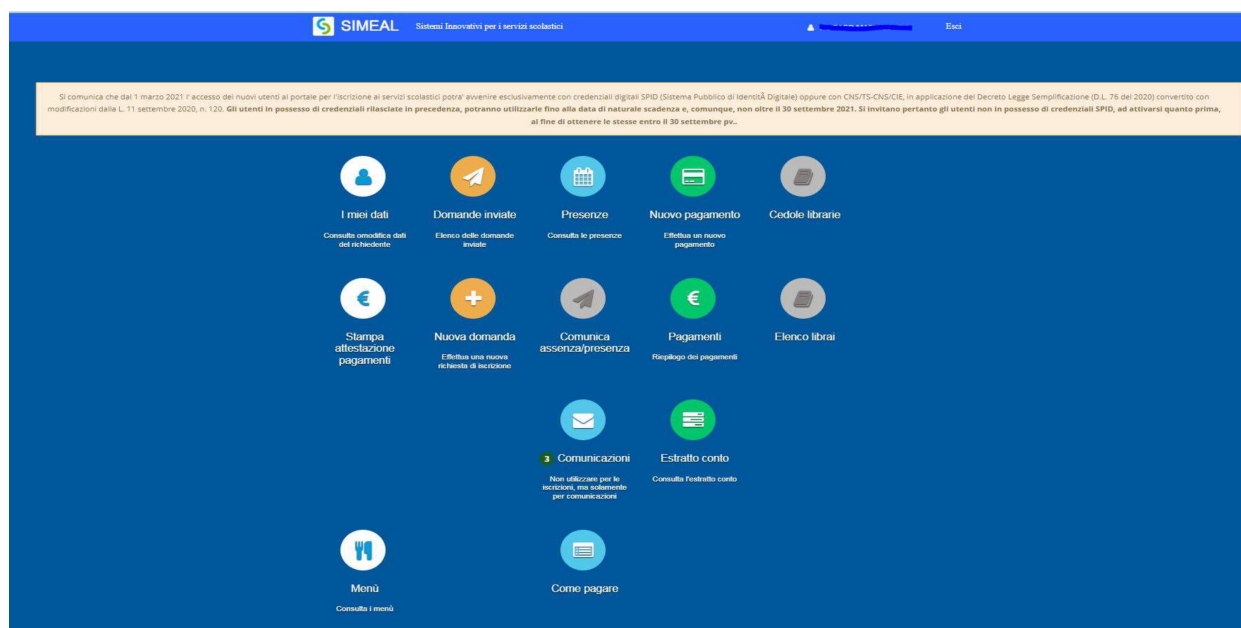 SIMEAL Sistemi Innovativi per i servizi scolastici Esci
Si comunica che dal 1 marzo 2021 l' accesso dei nuovi utenti al portale per l'iscrizione ai servizi scolastici potra' avvenire esclusivamente con credenziali digitali SPID (Sistema Pubblico di IdentitÃ Digitale) oppure con CNS/TS-CNS/CIE, in applicazione del Decreto Legge Semplificazione (D.L. 76 del 2020) convertito con
modificazioni dalla L. 11 settembre 2020, n. 120. Gli utenti in possesso di credenziali rilasciate in precedenza, potranno utilizzarle fino alla data di naturale scadenza e, comunque, non oltre il 30 settembre 2021. Si invitano pertanto gli utenti non in possesso di credenziali SPID, ad attivarsi quanto prima,
al fine di ottenere le stesse entro il 30 settembre pv..
I miei dati
Consulta omodifica dati
del richiedente
Domande inviate
Elenco delle domande
inviate
Presenze
Consulta le presenze
Nuovo pagamento
Effettua un nuovo
pagamento
Cedole librarie
Stampa
attestazione
pagamenti
Nuova domanda
Effettua una nuova
richiesta di iscrizione
Comunica
assenza/presenza
Pagamenti
Riepilogo dei pagamenti
Elenco librai
3 Comunicazioni
Non utilizzare per le
iscrizioni, ma solamente
per comunicazioni
Estratto conto
Consulta l'estratto conto
Menù
Consulta i menù
Come pagare